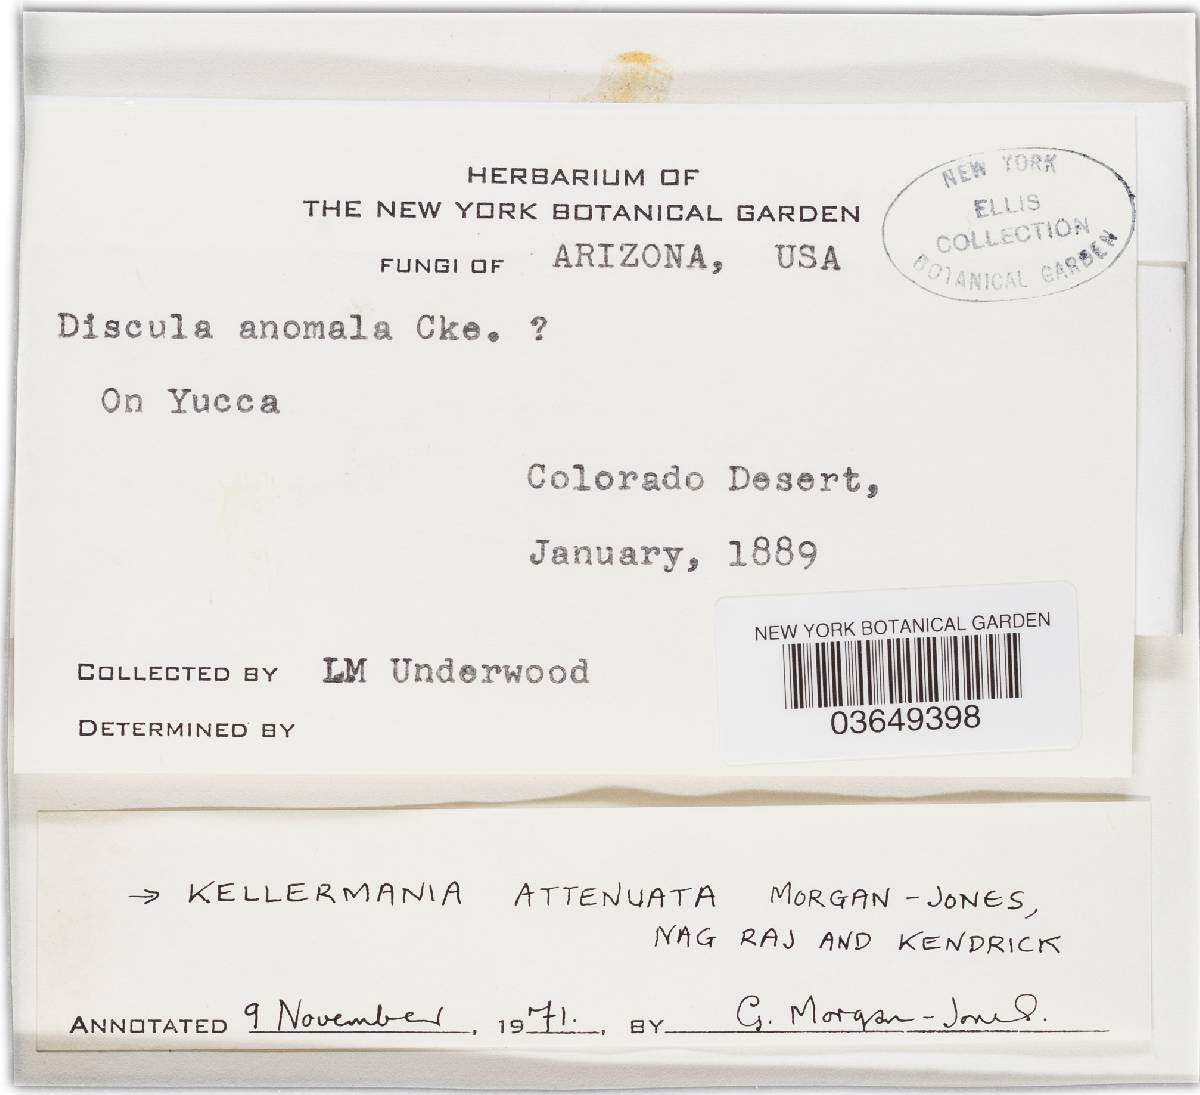 HERBARIUM OF
THE NEW YORK BOTANICAL GARDEN
FUNGI OF ARIZONA, USA
NEW YORK
ELLIS
COLLECTION
BOTANICAL GARDEN
Discula anomala Cke. ?
On Yucca
Colorado Desert,
January, 1889
NEW YORK BOTANICAL GARDEN
03649398
COLLECTED BY LM Underwood
DETERMINED BY
→ KELLERMANIA ATTENUATA MORGAN-JONES,
NAG RAJ AND KENDRICK
ANNOTATED 9 November, 1971. BY G. Morgan-Jones.